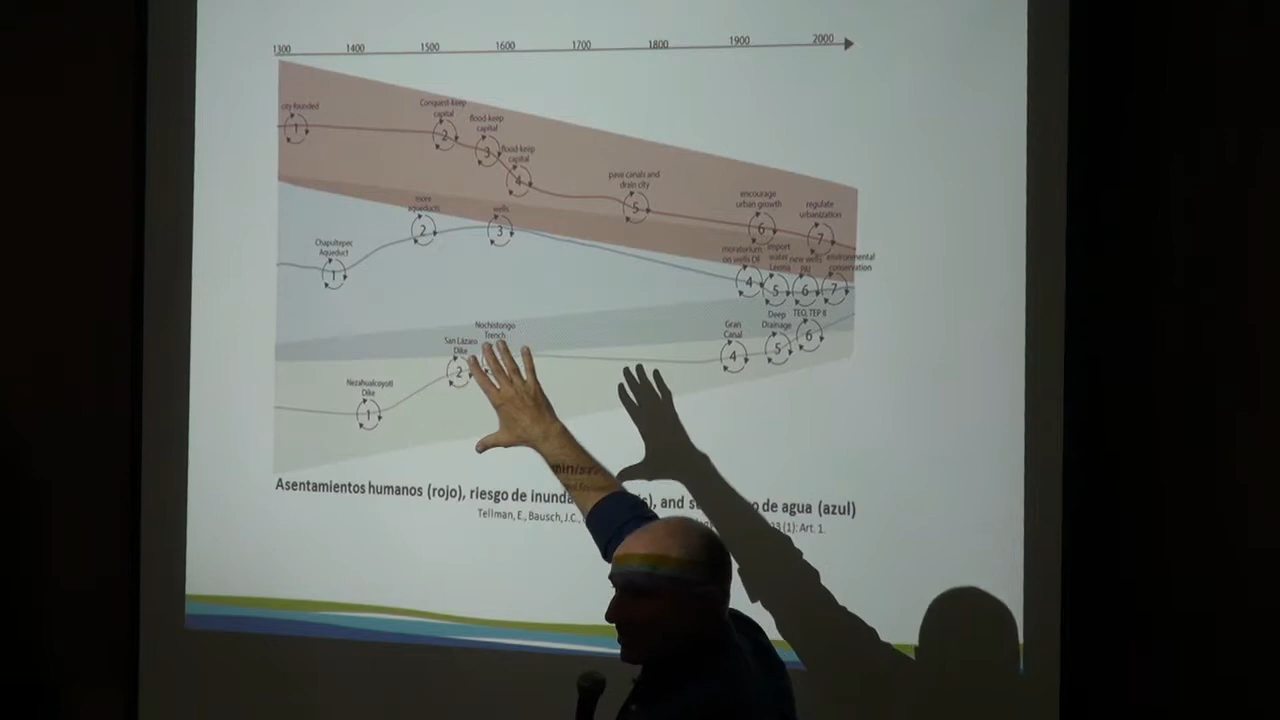 1300 1400 1500 1600 1700 1800 1900 2000
city founded
1
Conquest-keep
capital
2
flood-keep
capital
3
flood-keep
capital
4
pave canals and
drain city
5
encourage
urban growth
6
regulate
urbanization
7
Chapultepec
Aqueduct
1
more
aqueducts
2
wells
3
moratorium
on wells DF
4
import
water
Lerma
5
new wells
PAI
6
environmental
conservation
7
Nezahualcoyotl
Dike
1
San Lázaro
Dike
2
Nochistongo
Trench
Gran
Canal
4
Deep
Drainage
5
TEO, TEP II
6
Asentamientos humanos (rojo), riesgo de and de agua (azul)
Tellman, E., Bausch, J.C., (1): Art. 1.